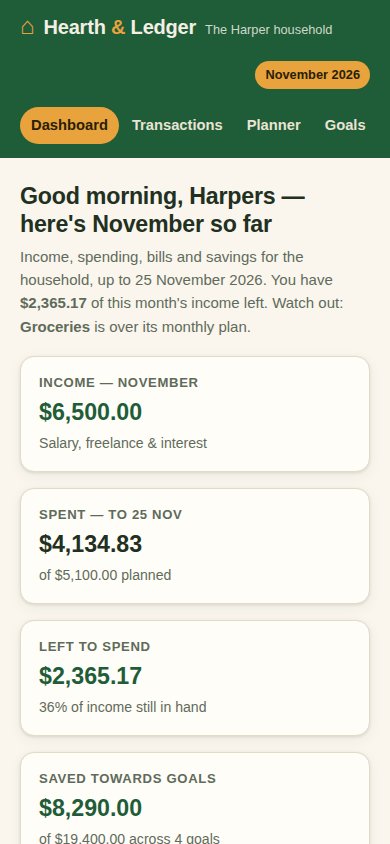 ⌂ Hearth & Ledger The Harper household
November 2026
Dashboard Transactions Planner Goals
Good morning, Harpers —
here's November so far
Income, spending, bills and savings for the
household, up to 25 November 2026. You have
$2,365.17 of this month's income left. Watch out:
Groceries is over its monthly plan.
INCOME — NOVEMBER
$6,500.00
Salary, freelance & interest
SPENT — TO 25 NOV
$4,134.83
of $5,100.00 planned
LEFT TO SPEND
$2,365.17
36% of income still in hand
SAVED TOWARDS GOALS
$8,290.00
of $19,400.00 across 4 goals